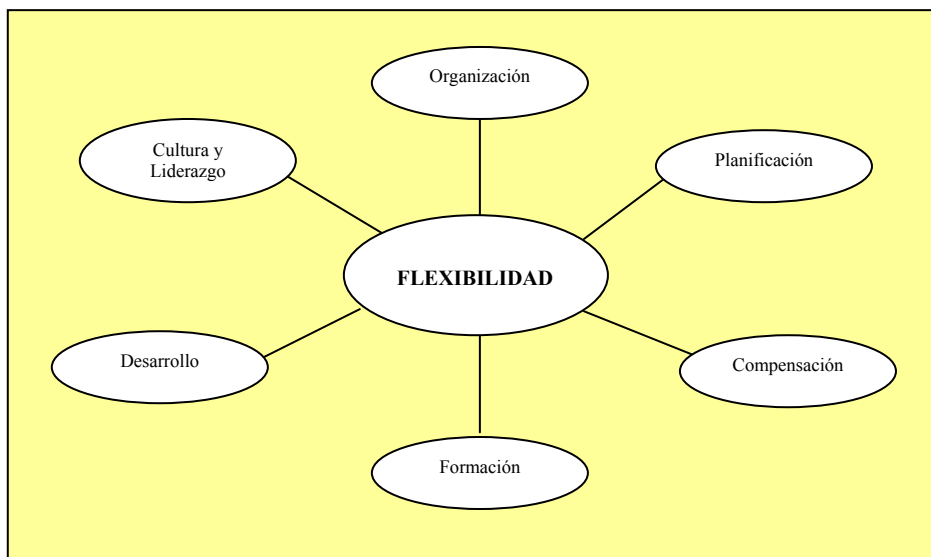 Organización
Cultura y
Liderazgo
Planificación
FLEXIBILIDAD
Desarrollo
Compensación
Formación